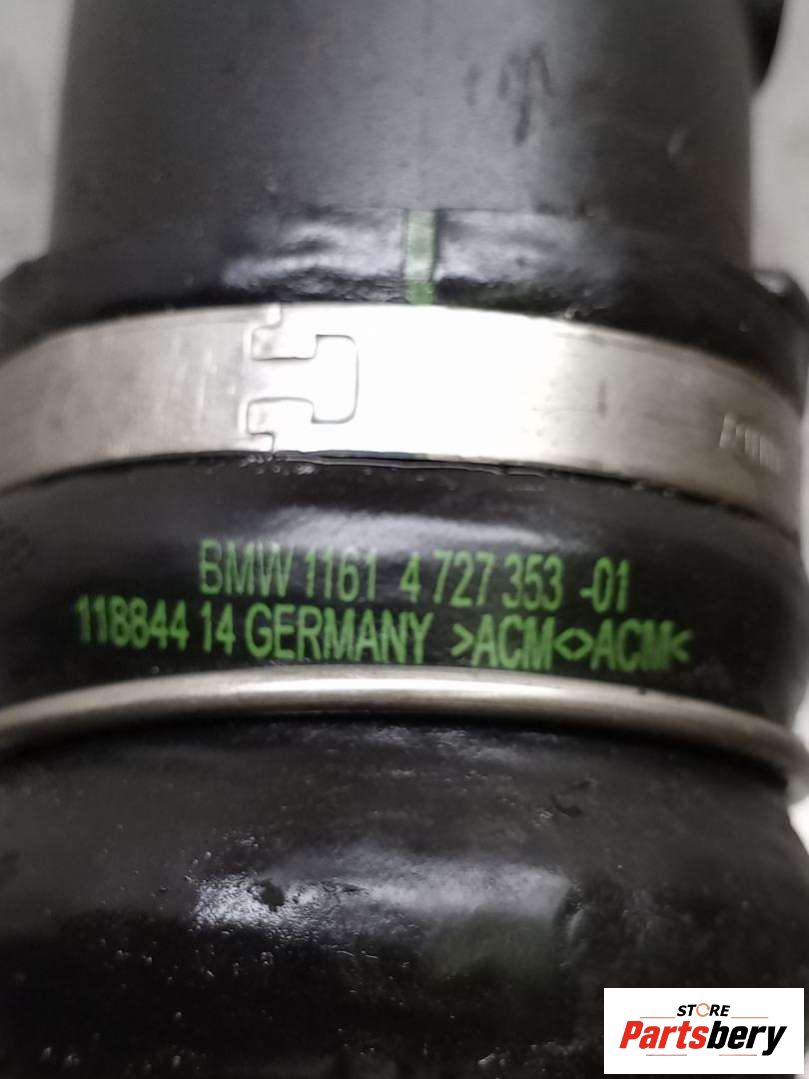 BMW 1161 4 727 353 -01
118844 14 GERMANY >ACM<>ACM<
STORE
Partsbery